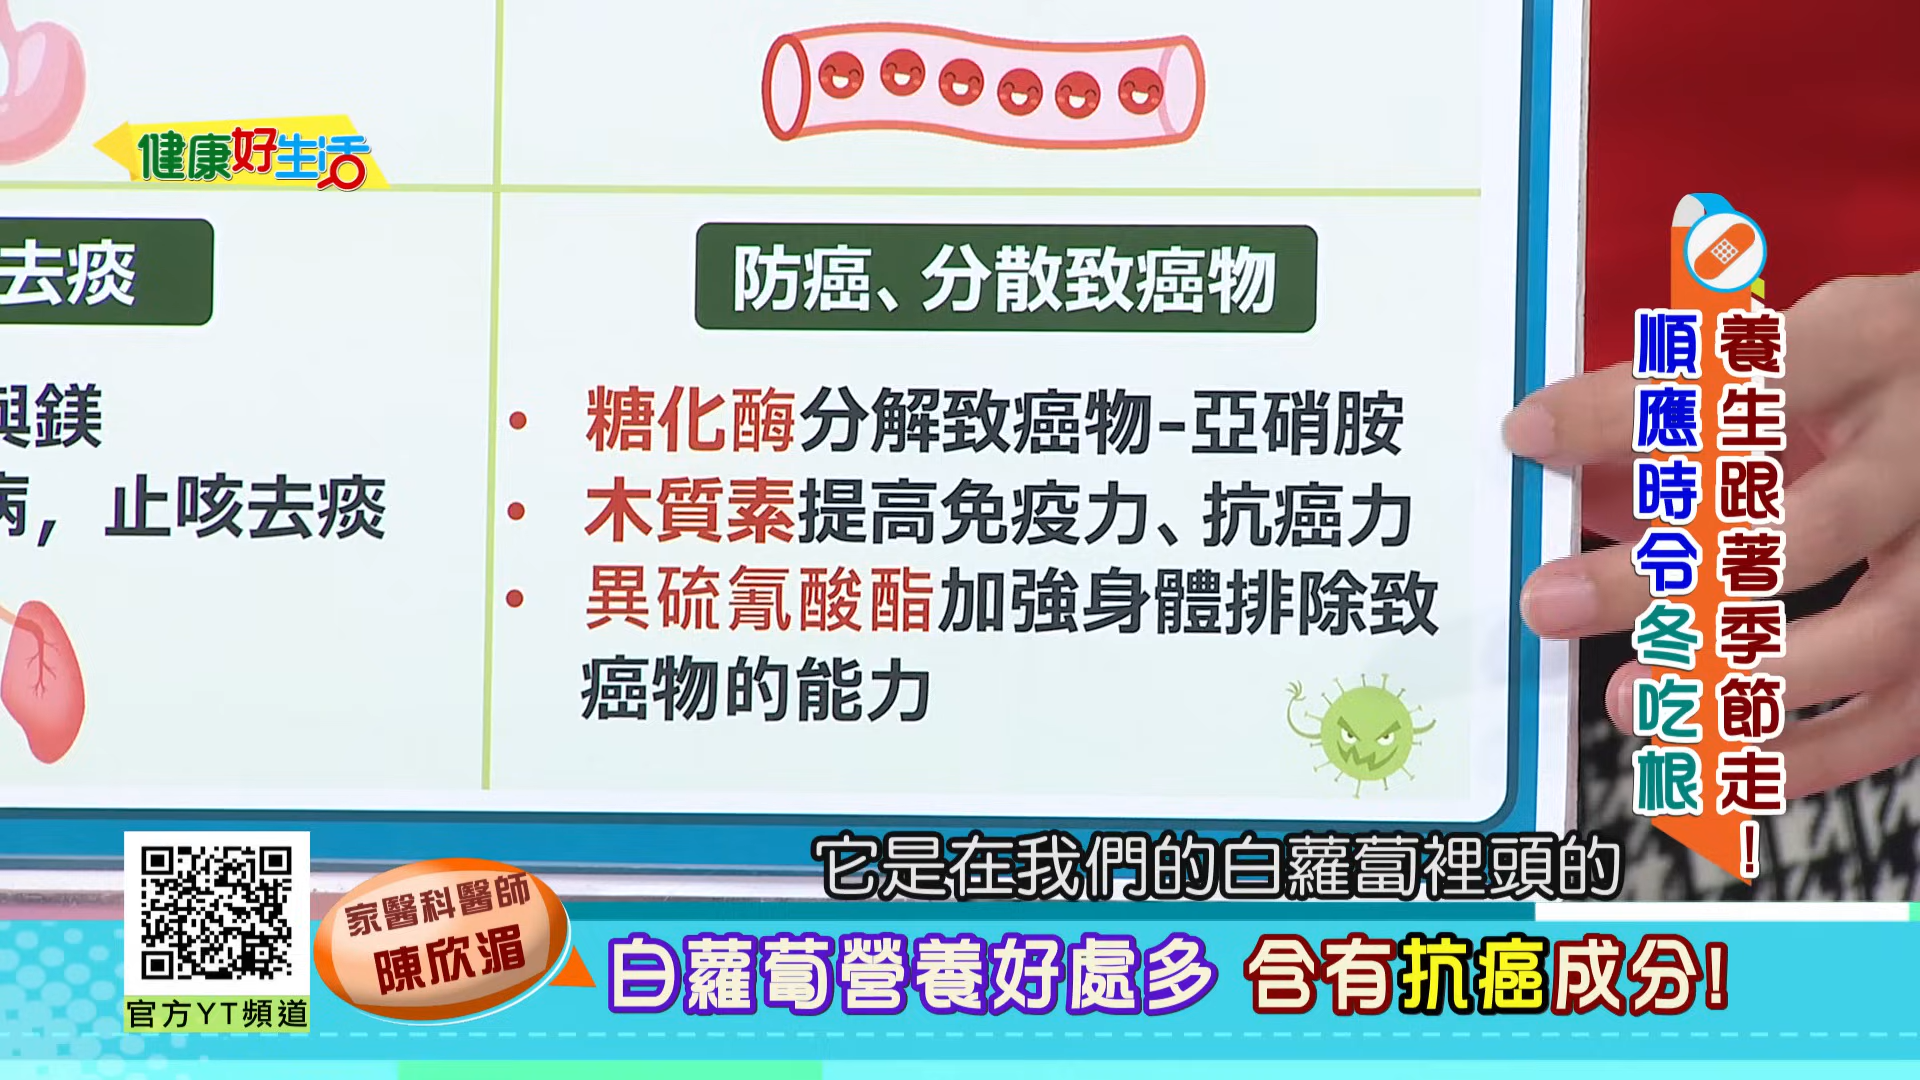 健康好生活
去痰
與鎂
病，止咳去痰
防癌、分散致癌物
• 糖化酶分解致癌物-亞硝胺
• 木質素提高免疫力、抗癌力
• 異硫氰酸酯加強身體排除致
癌物的能力
養生跟著季節走！
順應時令冬吃根
它是在我們的白蘿蔔裡頭的
家醫科醫師
陳欣湄
白蘿蔔營養好處多 含有抗癌成分!
官方YT頻道